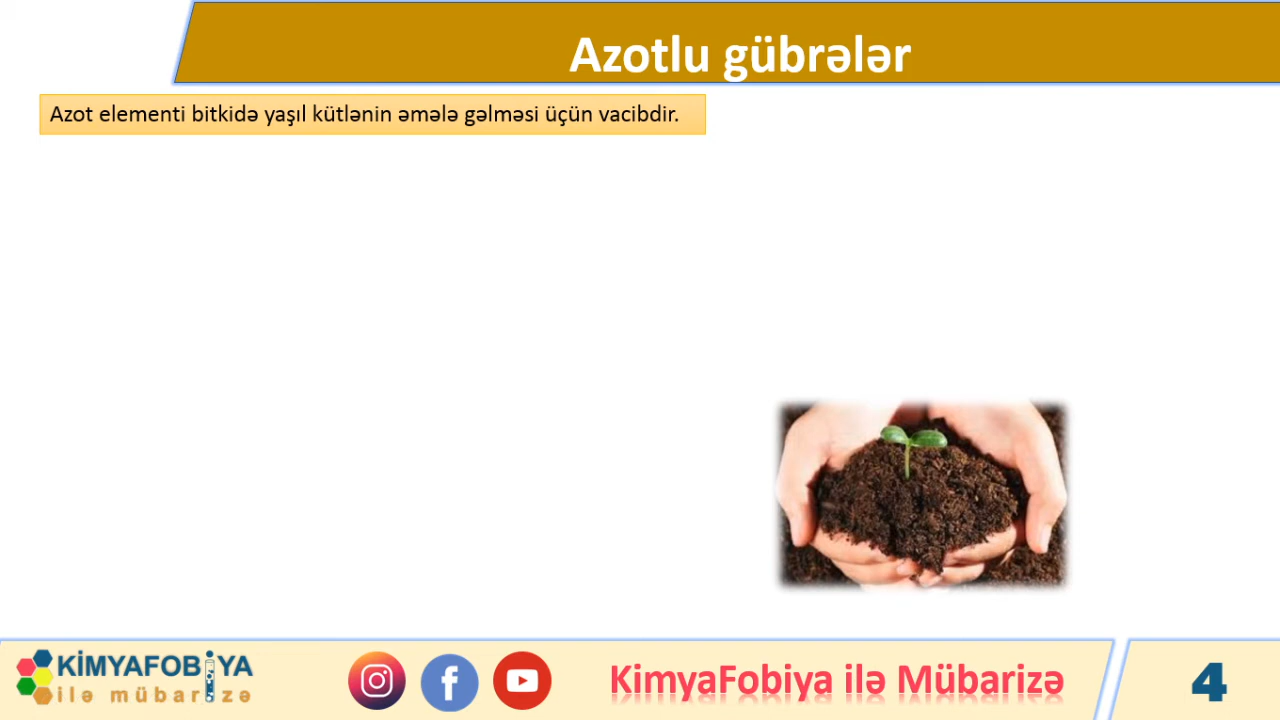 Azotlu gübrələr
Azot elementi bitkidə yaşıl kütlənin əmələ gəlməsi üçün vacibdir.
KİMYAFOBİYA
ilə mübarizə
KimyaFobiya ilə Mübarizə
4